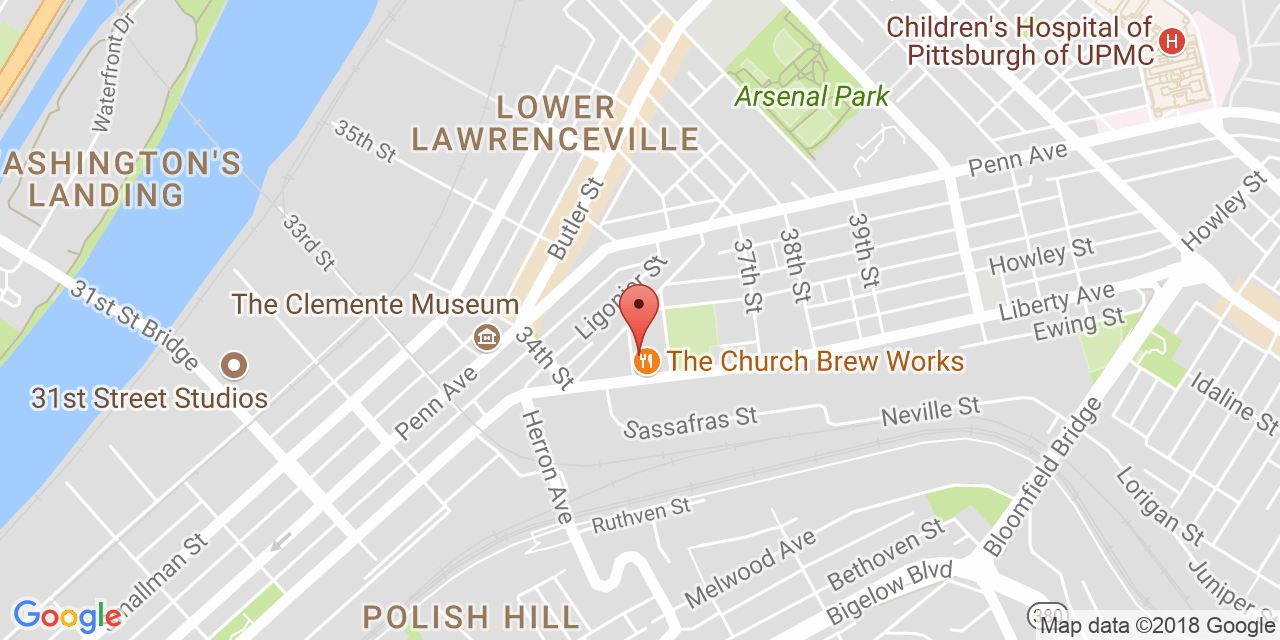 Waterfront Dr
Children's Hospital of
Pittsburgh of UPMC
H
Arsenal Park
LOWER
LAWRENCEVILLE
35th St
ASHINGTON'S
LANDING
Penn Ave
Butler St
Howley St
33rd St
37th St
38th St
39th St
Howley St
Ligonier St
31st St Bridge
The Clemente Museum
Liberty Ave
Ewing St
34th St
The Church Brew Works
31st Street Studios
Penn Ave
Sassafras St
Neville St
Idaline St
Herron Ave
Bloomfield Bridge
Ruthven St
Lorigan St
Smallman St
Melwood Ave
Bethoven St
Bigelow Blvd
Juniper S
POLISH HILL
380
Google
Map data ©2018 Google